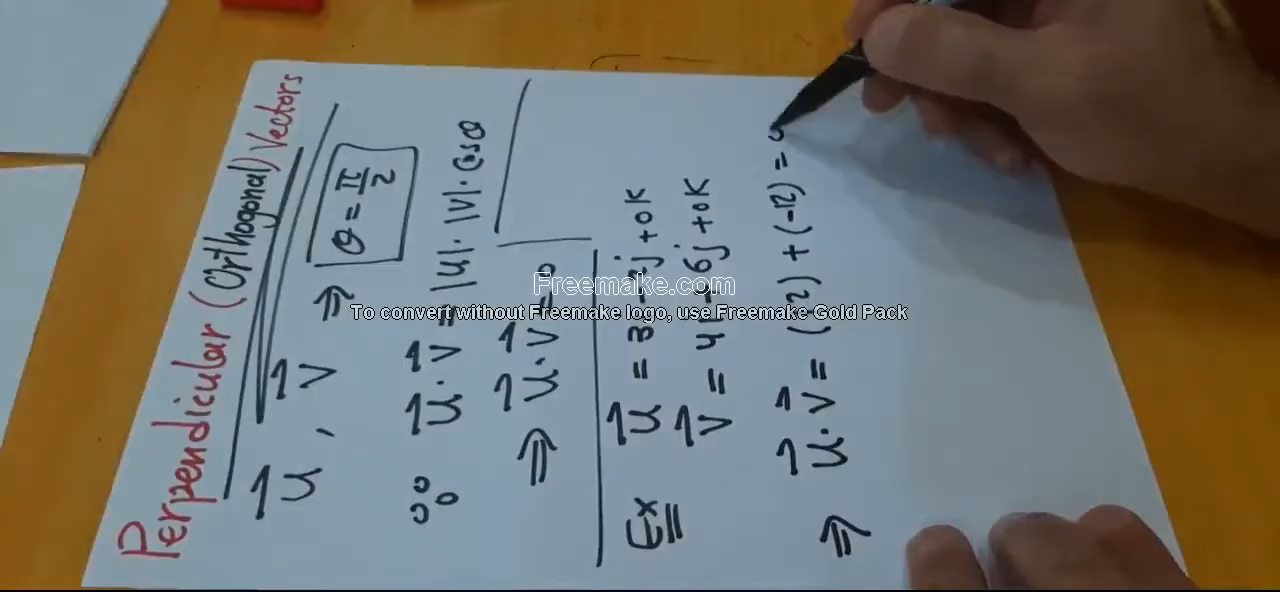 Perpendicular (Orthogonal) Vectors
u⃗ , v⃗ ⇒ θ = π/2
∴ u⃗ · v⃗ = |u| · |v| · cosθ
⇒ u⃗ · v⃗ = 0
Ex u⃗ = 3i - 2j + 0k
v⃗ = 4i + 6j + 0k
⇒ u⃗ · v⃗ = (12) + (-12) =
Freemake.com
To convert without Freemake logo, use Freemake Gold Pack